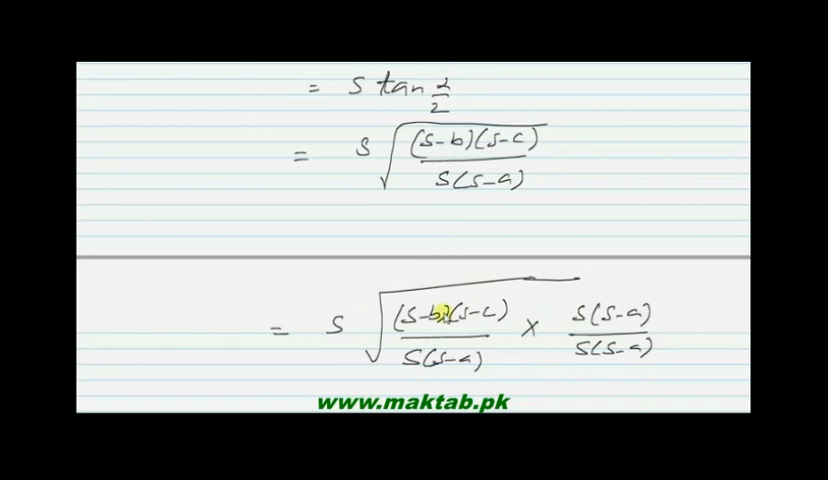 = s tan α/2
= s √((s-b)(s-c) / s(s-a))
= s √((s-b)(s-c) / s(s-a) × s(s-a) / s(s-a))
www.maktab.pk